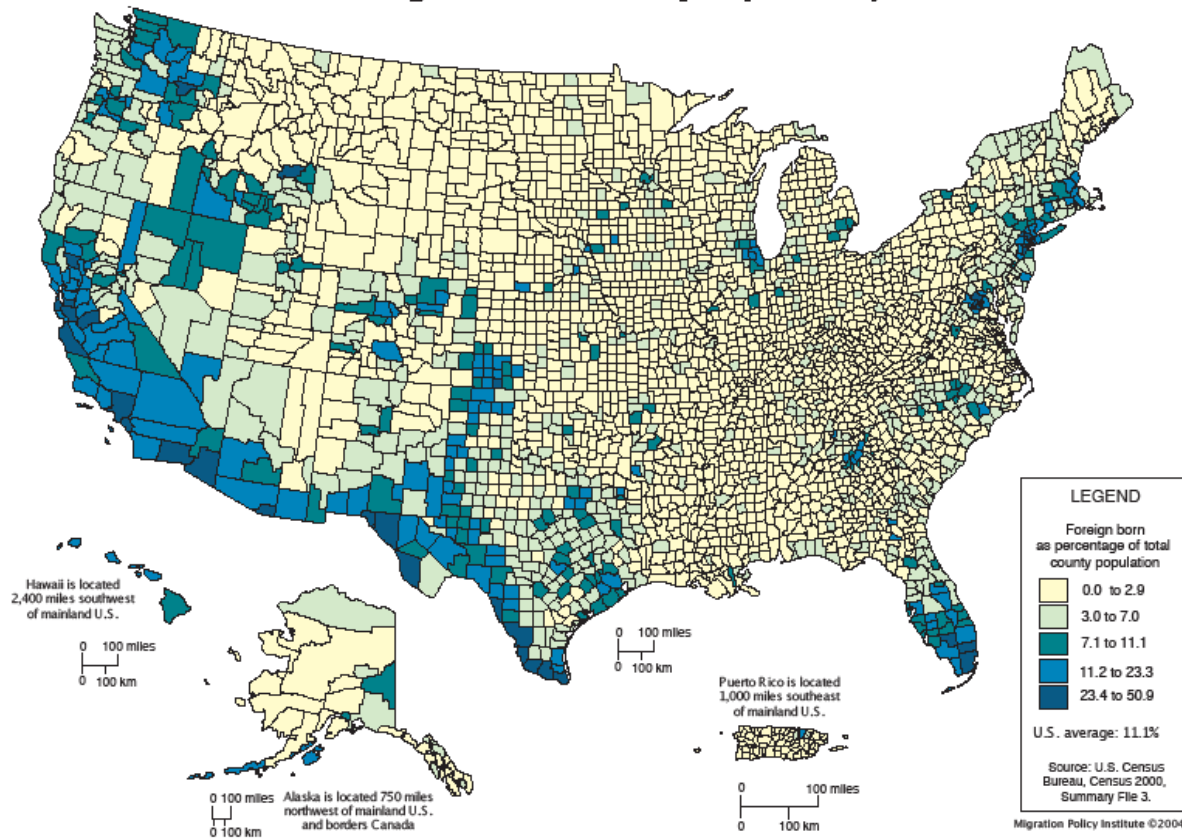 Hawaii is located
2,400 miles southwest
of mainland U.S.
0 100 miles
0 100 km
0 100 miles
0 100 km
Alaska is located 750 miles
northwest of mainland U.S.
and borders Canada
0 100 miles
0 100 km
Puerto Rico is located
1,000 miles southeast
of mainland U.S.
0 100 miles
0 100 km
LEGEND
Foreign born
as percentage of total
county population
0.0 to 2.9
3.0 to 7.0
7.1 to 11.1
11.2 to 23.3
23.4 to 50.9
U.S. average: 11.1%
Source: U.S. Census
Bureau, Census 2000,
Summary File 3.
Migration Policy Institute ©2004